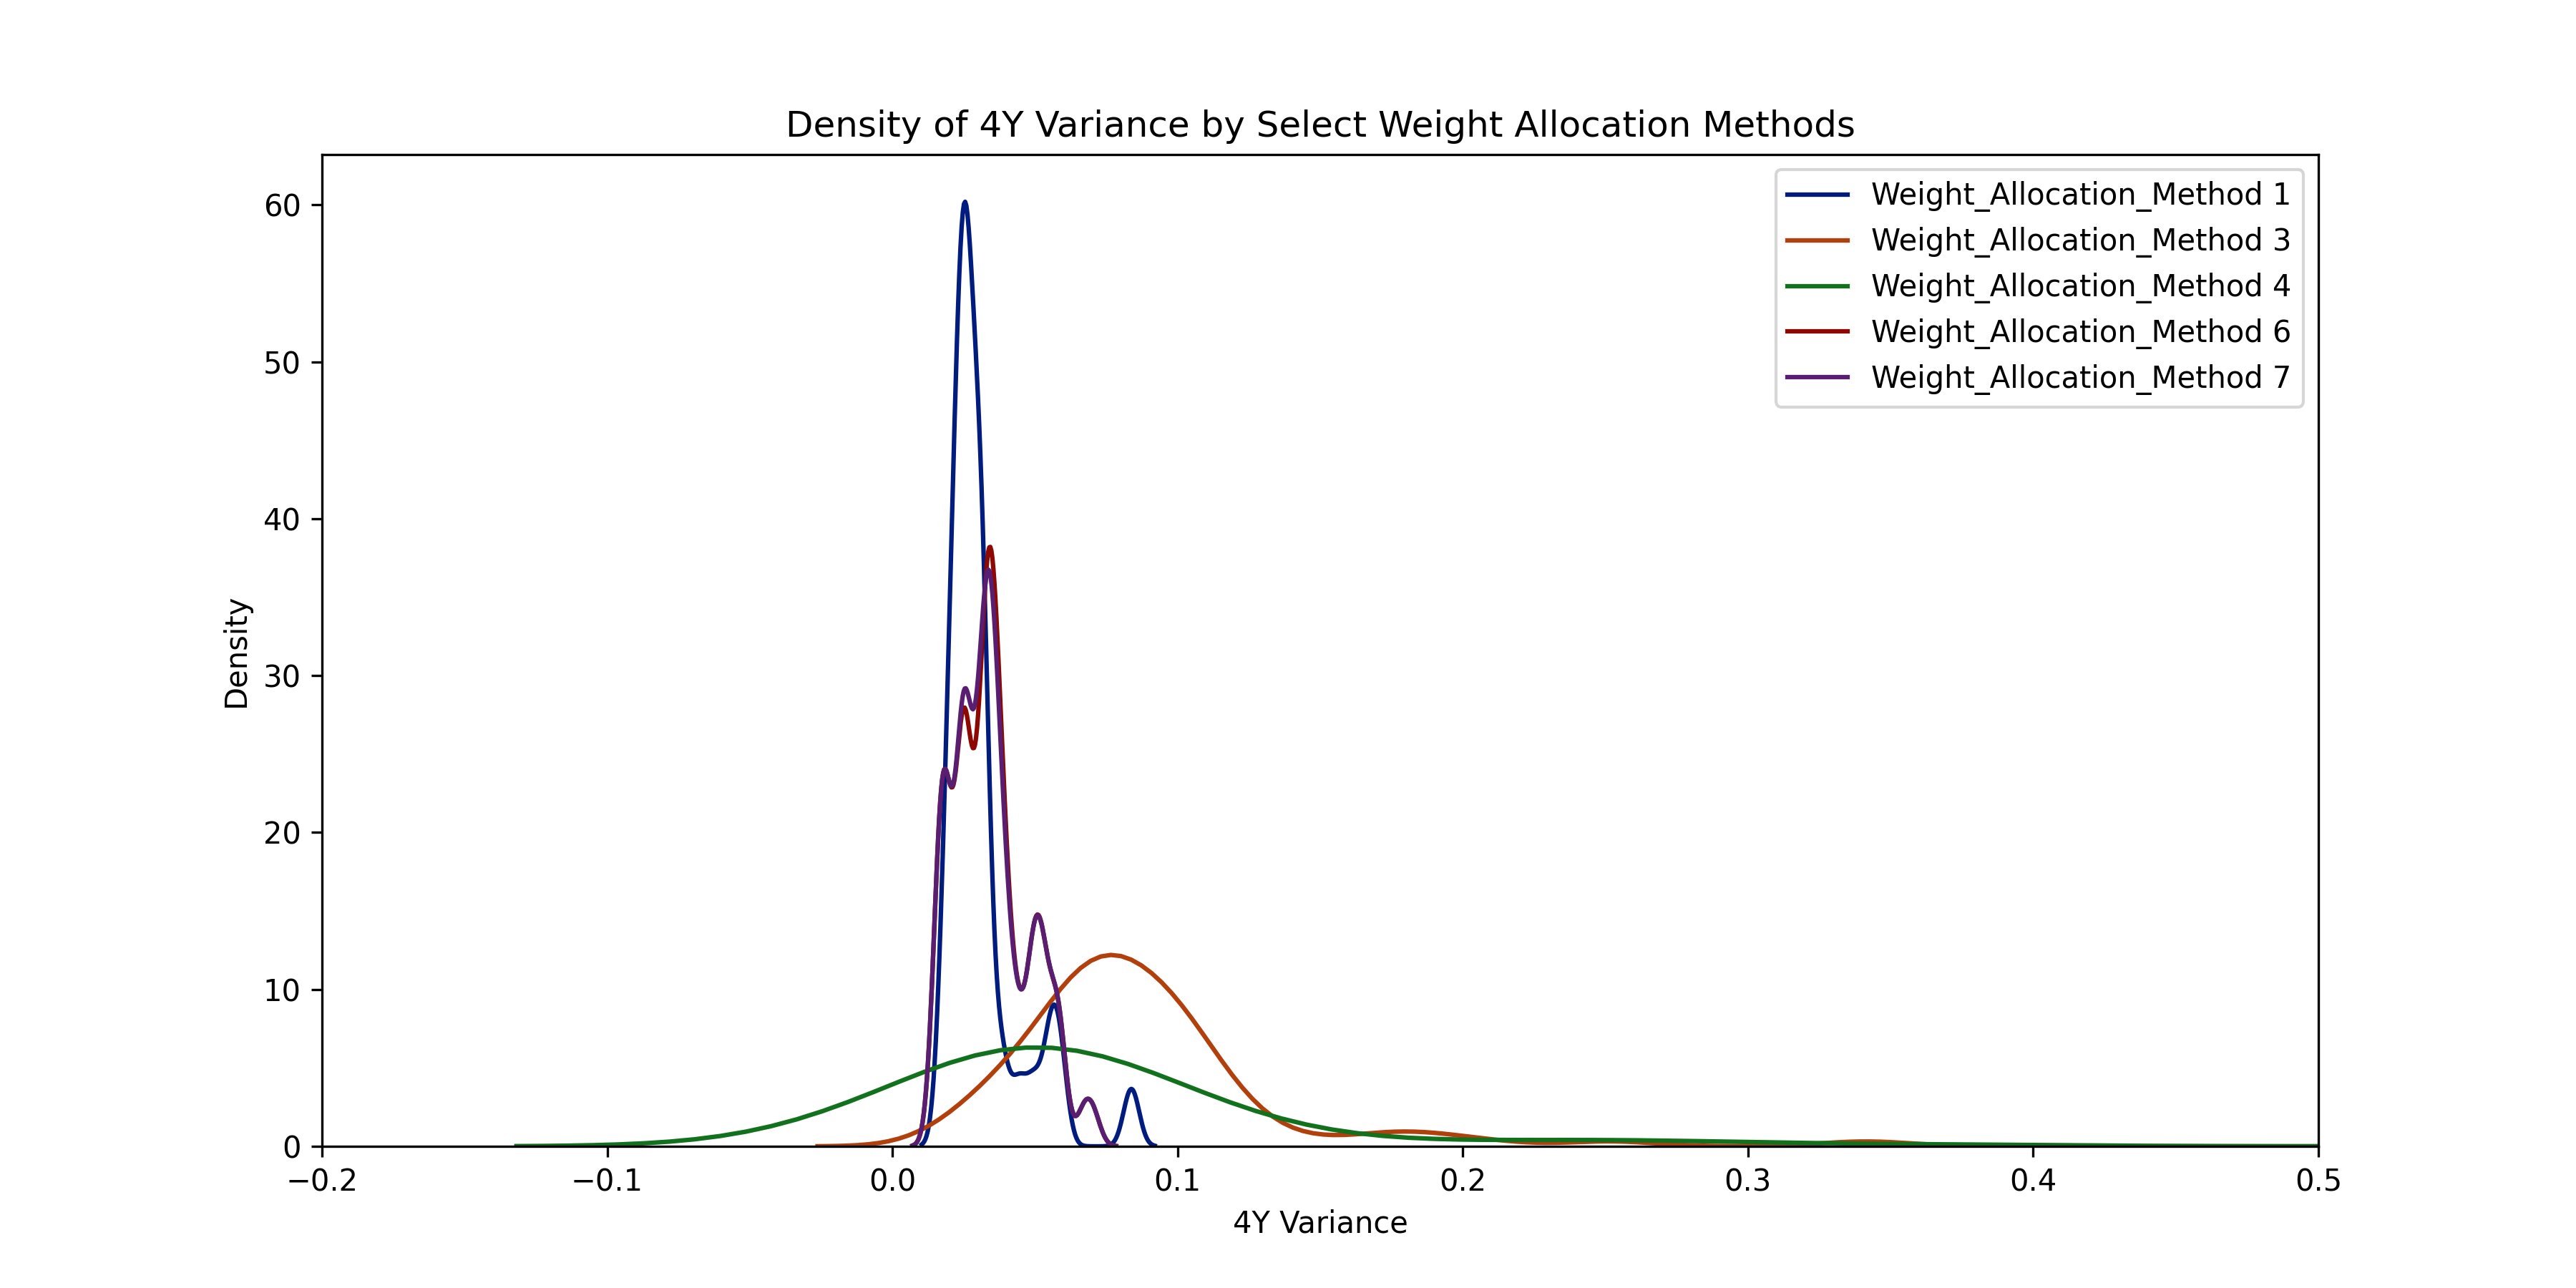 Density of 4Y Variance by Select Weight Allocation Methods
Weight_Allocation_Method 1
Weight_Allocation_Method 3
Weight_Allocation_Method 4
Weight_Allocation_Method 6
Weight_Allocation_Method 7
Density
60
50
40
30
20
10
0
−0.2 −0.1 0.0 0.1 0.2 0.3 0.4 0.5
4Y Variance